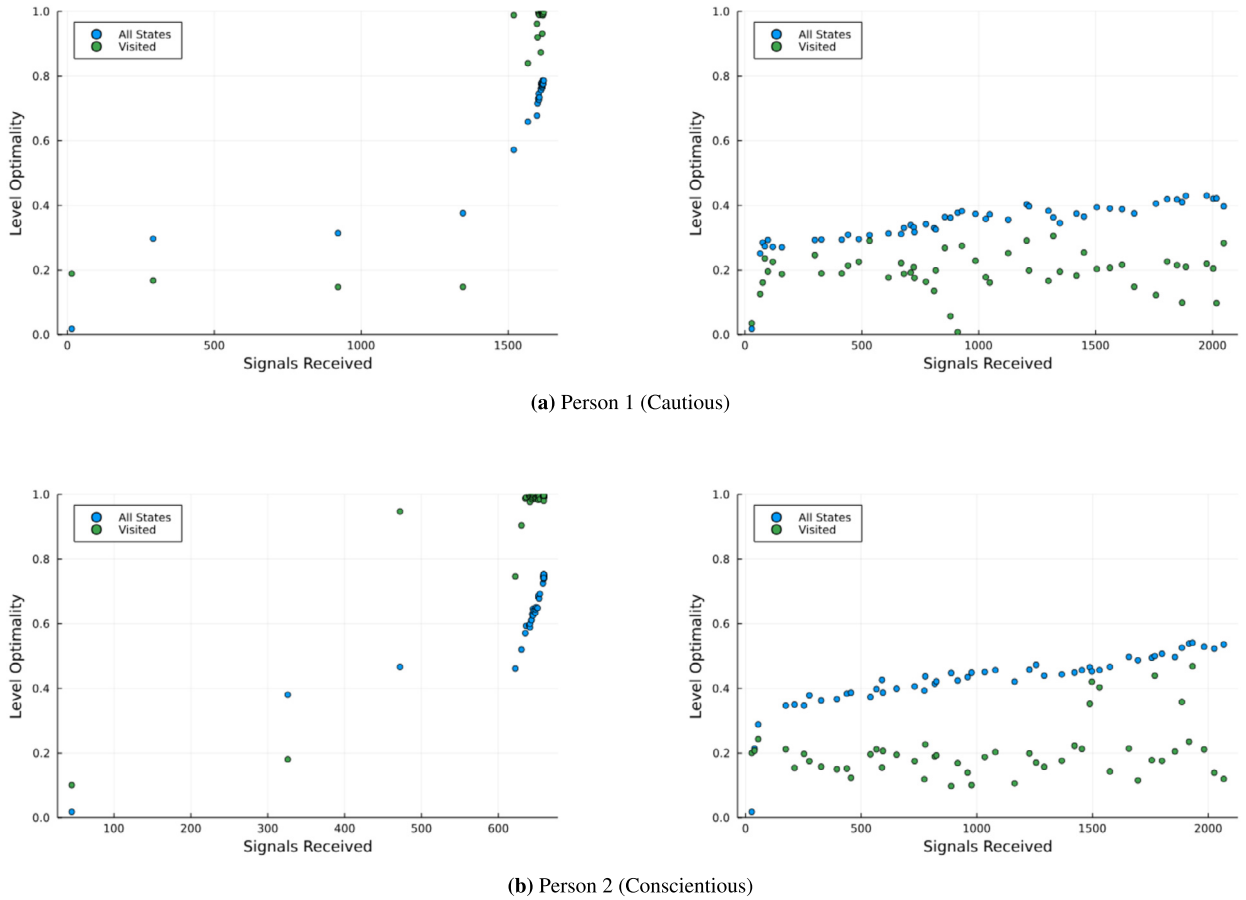 All States
Visited
Level Optimality
1.0
0.8
0.6
0.4
0.2
0.0
0
500
1000
1500
Signals Received
All States
Visited
Level Optimality
1.0
0.8
0.6
0.4
0.2
0.0
0
500
1000
1500
2000
Signals Received
(a) Person 1 (Cautious)
All States
Visited
Level Optimality
1.0
0.8
0.6
0.4
0.2
0.0
100
200
300
400
500
600
Signals Received
All States
Visited
Level Optimality
1.0
0.8
0.6
0.4
0.2
0.0
0
500
1000
1500
2000
Signals Received
(b) Person 2 (Conscientious)